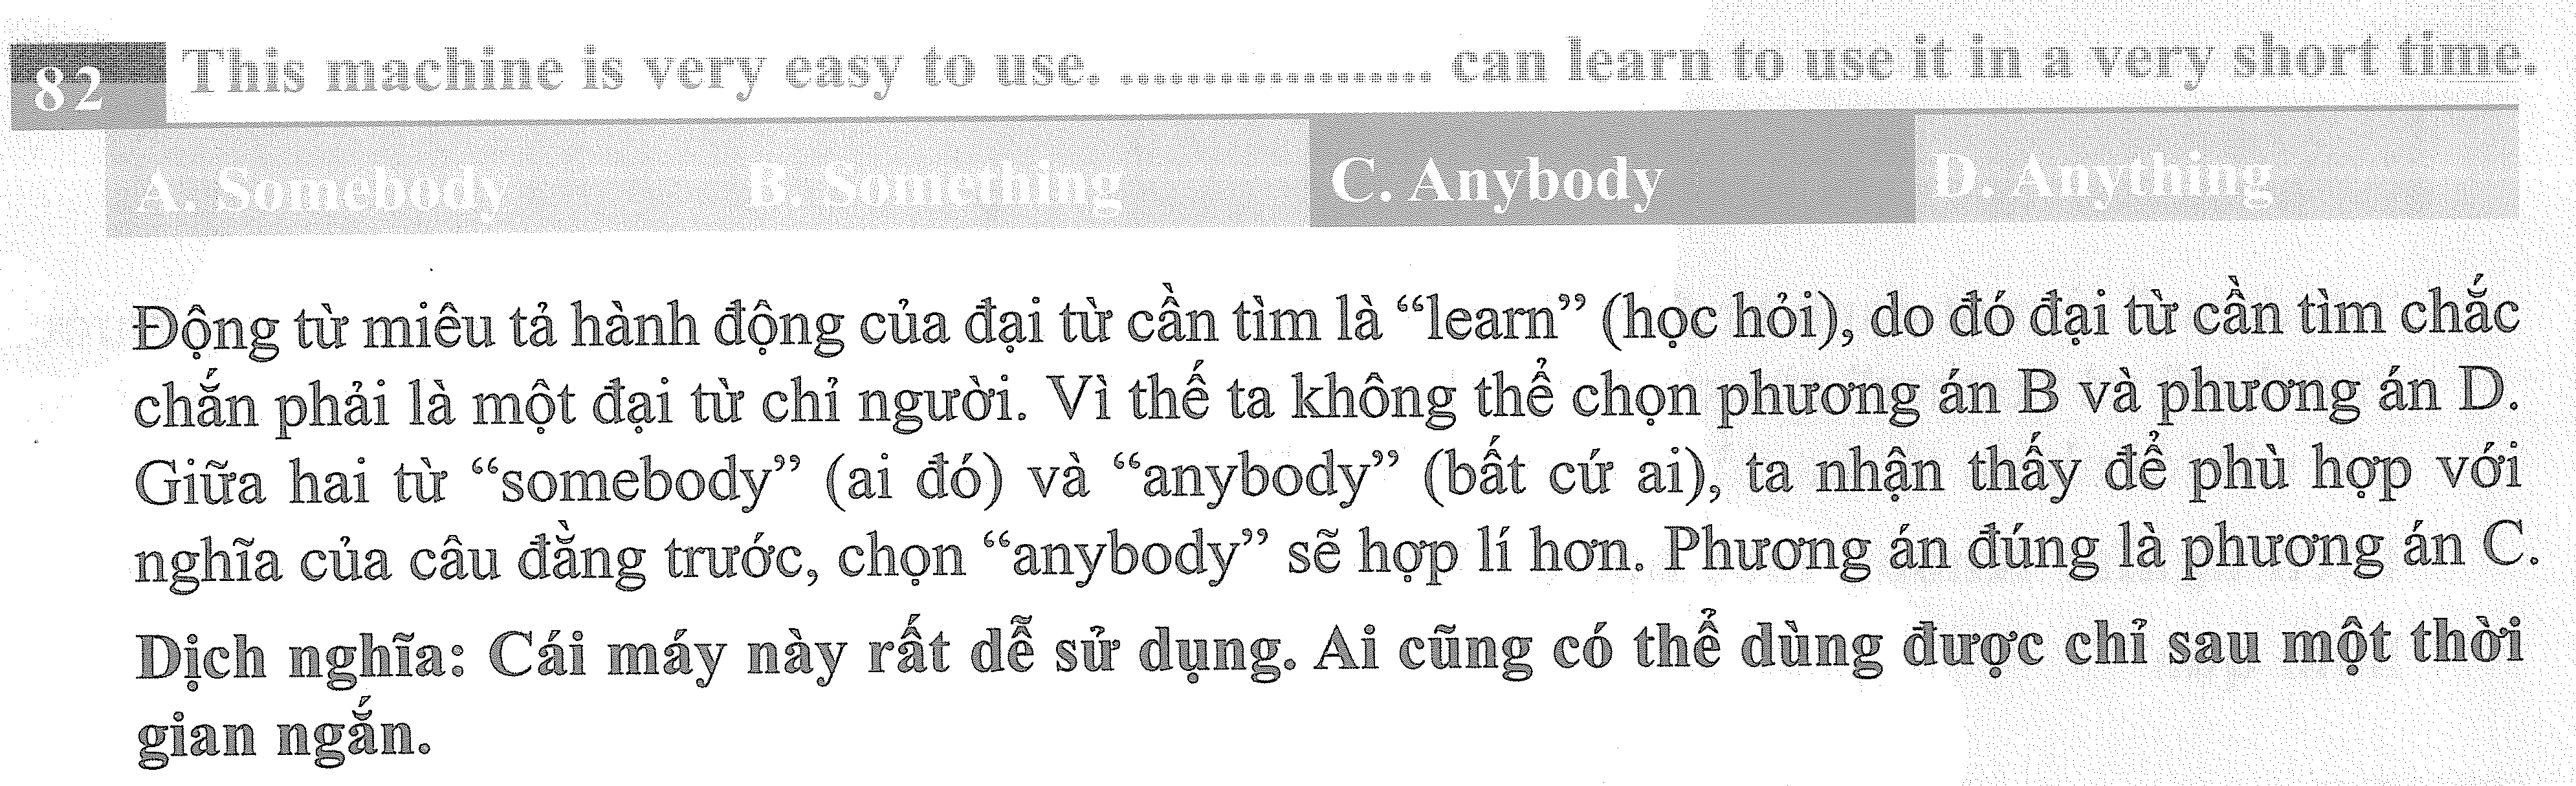 82 This machine is very easy to use. ................... can learn to use it in a very short time.
A. Somebody B. Something C. Anybody D. Anything
Động từ miêu tả hành động của đại từ cần tìm là “learn” (học hỏi), do đó đại từ cần tìm chắc
chắn phải là một đại từ chỉ người. Vì thế ta không thể chọn phương án B và phương án D.
Giữa hai từ “somebody” (ai đó) và “anybody” (bất cứ ai), ta nhận thấy để phù hợp với
nghĩa của câu đằng trước, chọn “anybody” sẽ hợp lí hơn. Phương án đúng là phương án C.
Dịch nghĩa: Cái máy này rất dễ sử dụng. Ai cũng có thể dùng được chỉ sau một thời
gian ngắn.